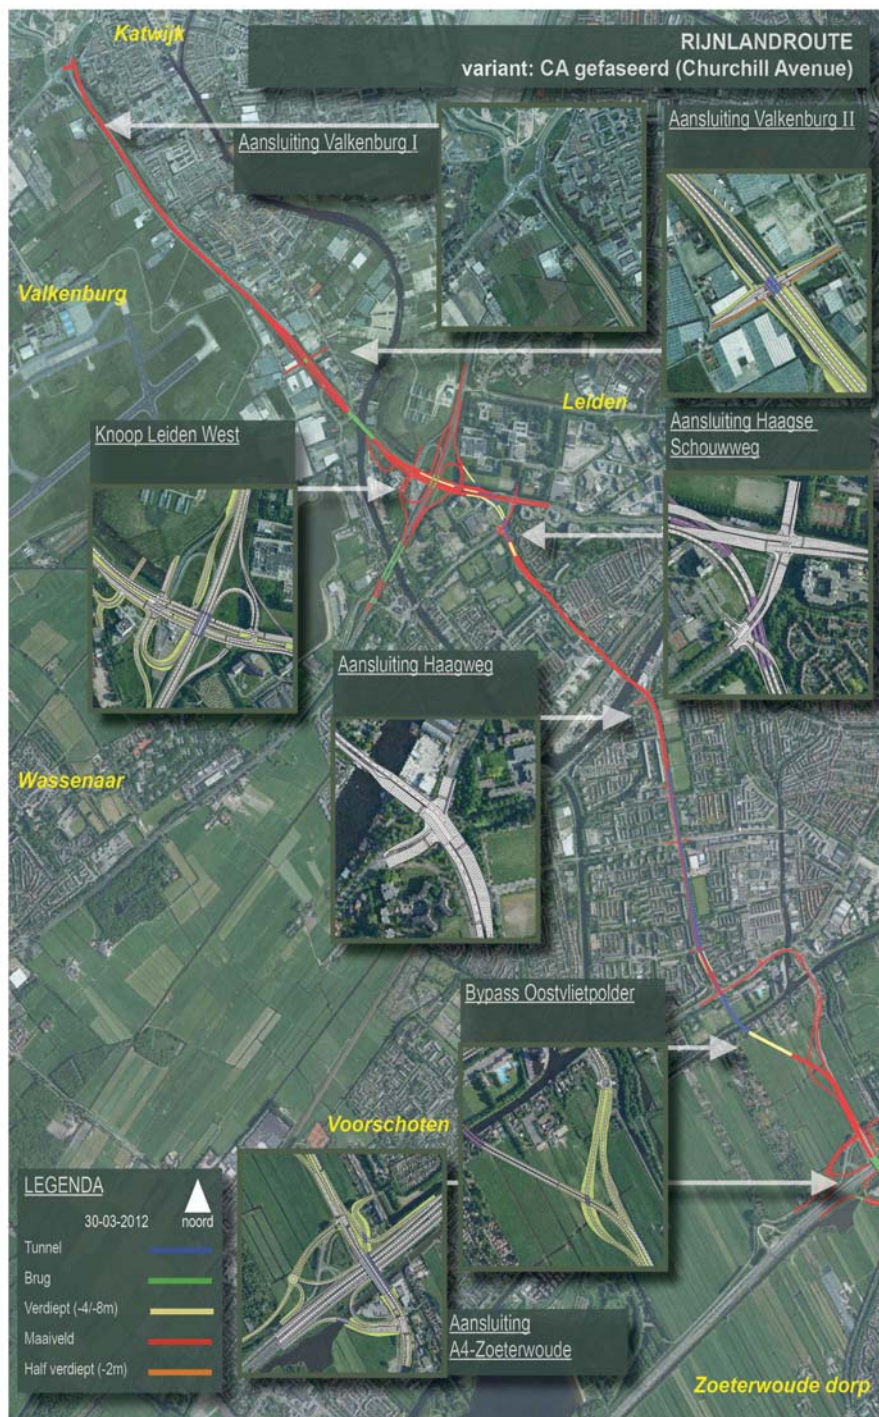 Katwijk
RIJNLANDROUTE
variant: CA gefaseerd (Churchill Avenue)
Aansluiting Valkenburg I
Aansluiting Valkenburg II
Valkenburg
Leiden
Knoop Leiden West
Aansluiting Haagse
Schouwweg
Aansluiting Haagweg
Wassenaar
Bypass Oostvlietpolder
Voorschoten
LEGENDA
30-03-2012
noord
Tunnel
Brug
Verdiept (-4/-8m)
Maaiveld
Half verdiept (-2m)
Aansluiting
A4-Zoeterwoude
Zoeterwoude dorp